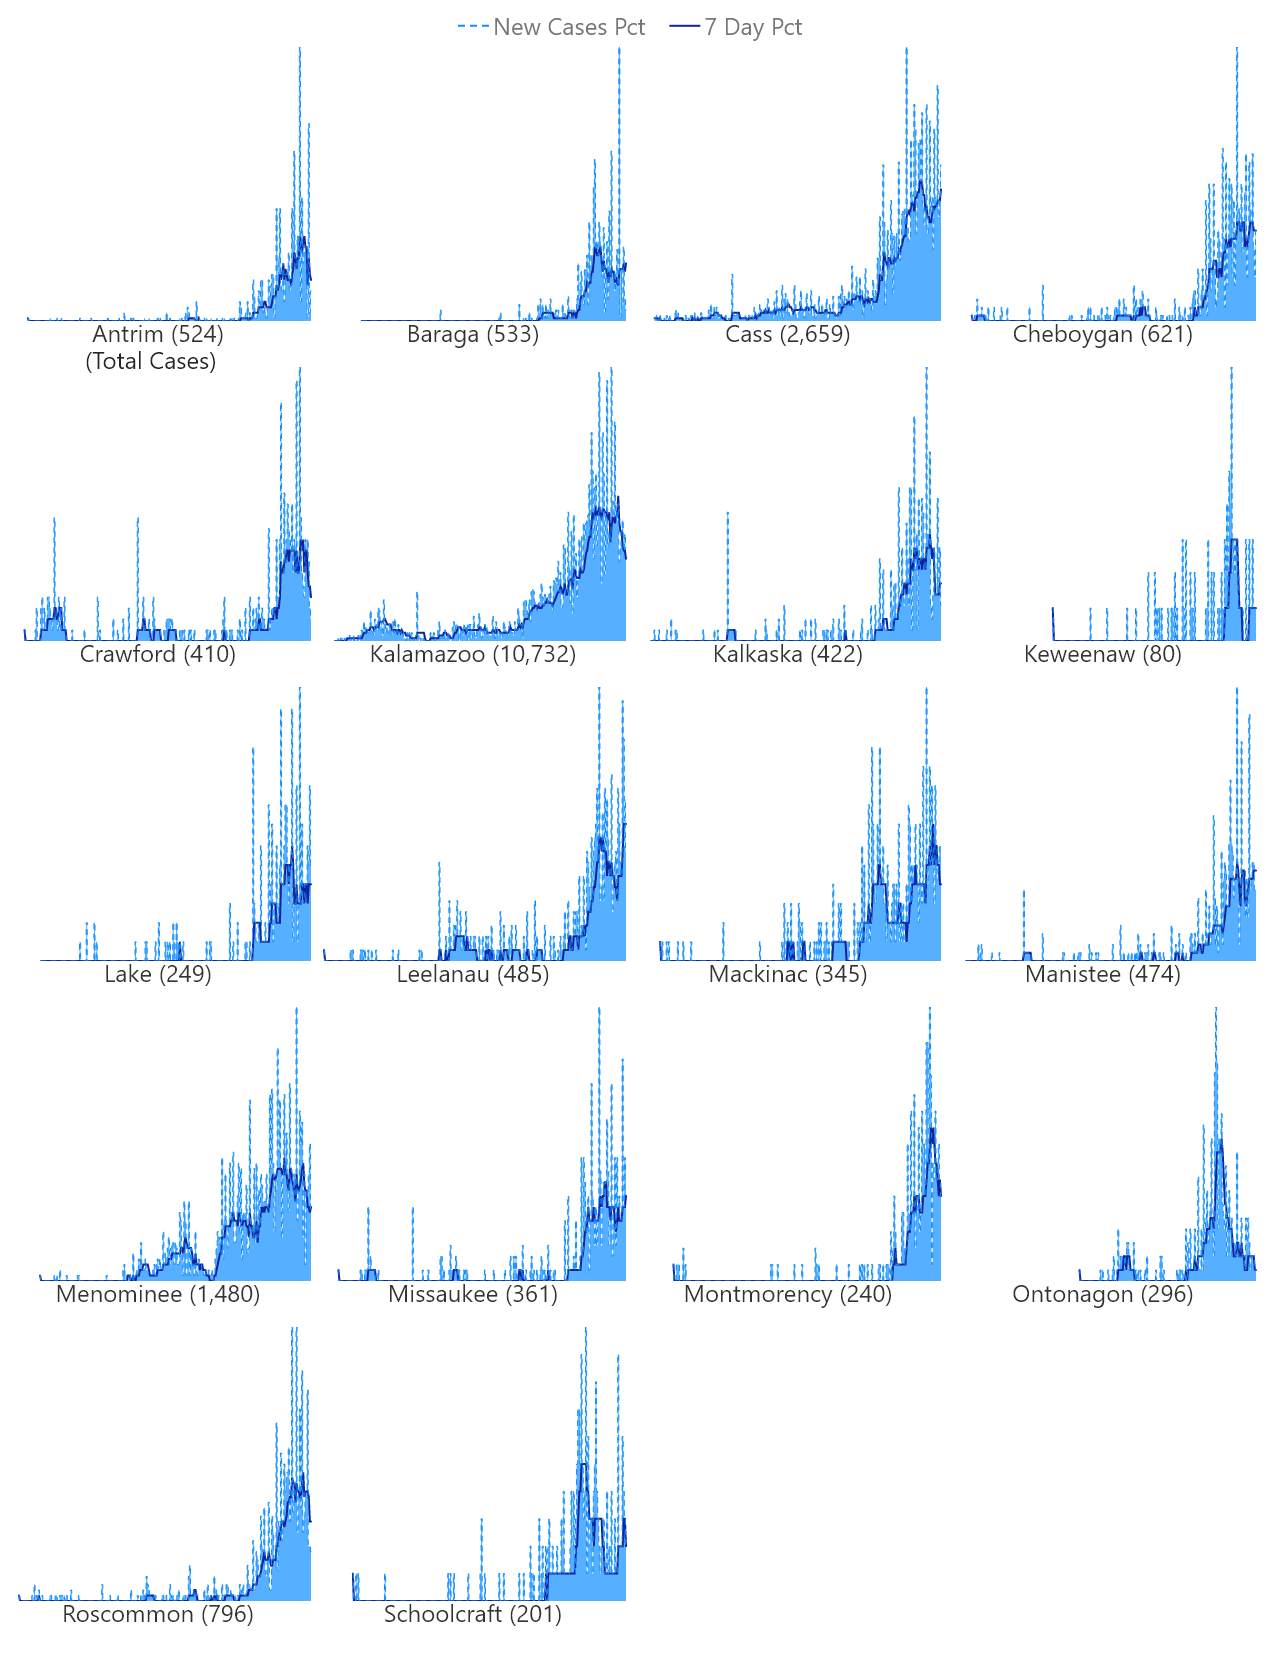 New Cases Pct 7 Day Pct
Antrim (524) Baraga (533) Cass (2,659) Cheboygan (621)
(Total Cases)
Crawford (410) Kalamazoo (10,732) Kalkaska (422) Keweenaw (80)
Lake (249) Leelanau (485) Mackinac (345) Manistee (474)
Menominee (1,480) Missaukee (361) Montmorency (240) Ontonagon (296)
Roscommon (796) Schoolcraft (201)